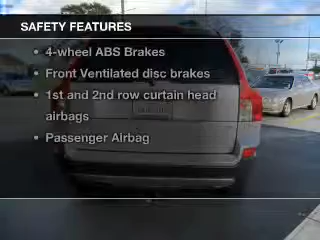 SAFETY FEATURES
• 4-wheel ABS Brakes
• Front Ventilated disc brakes
• 1st and 2nd row curtain head
airbags
• Passenger Airbag